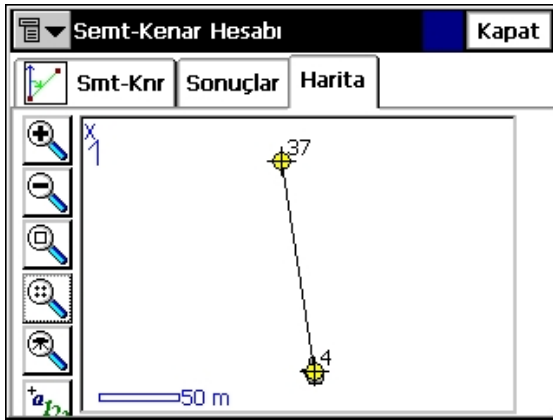 Semt-Kenar Hesabı
Kapat
Smt-Knr
Sonuçlar
Harita
X
37
4
50 m